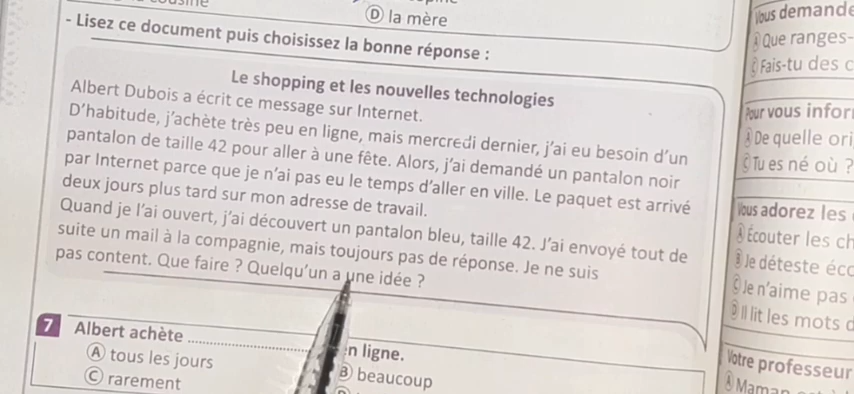 Ⓓ la mère
- Lisez ce document puis choisissez la bonne réponse :
Le shopping et les nouvelles technologies
Albert Dubois a écrit ce message sur Internet.
D'habitude, j'achète très peu en ligne, mais mercredi dernier, j'ai eu besoin d'un
pantalon de taille 42 pour aller à une fête. Alors, j'ai demandé un pantalon noir
par Internet parce que je n'ai pas eu le temps d'aller en ville. Le paquet est arrivé
deux jours plus tard sur mon adresse de travail.
Quand je l'ai ouvert, j'ai découvert un pantalon bleu, taille 42. J'ai envoyé tout de
suite un mail à la compagnie, mais toujours pas de réponse. Je ne suis
pas content. Que faire ? Quelqu'un a une idée ?
7 Albert achète ........................ en ligne.
Ⓐ tous les jours
Ⓑ beaucoup
Ⓒ rarement
Vous demande
Ⓐ Que ranges-
Ⓒ Fais-tu des c
Pour vous infor
Ⓐ De quelle ori
Ⓒ Tu es né où ?
Vous adorez les
Ⓐ Écouter les ch
Ⓑ Je déteste éco
Ⓒ Je n'aime pas
Ⓓ Il lit les mots d
Votre professeur
Ⓐ Maman